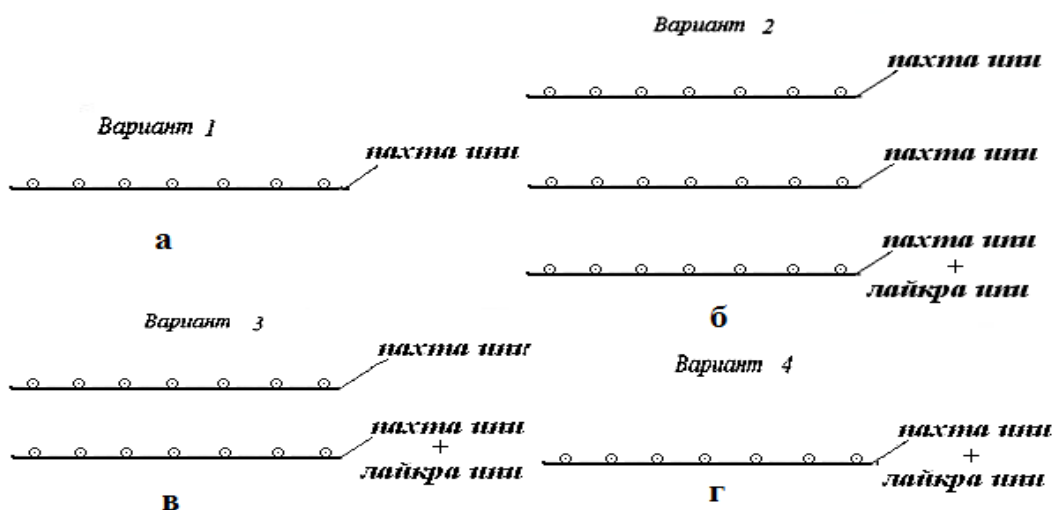 Вариант 1
пахта ипи
а
Вариант 2
пахта ипи
пахта ипи
пахта ипи
+
лайкра ипи
б
Вариант 3
пахта ипи
пахта ипи
+
лайкра ипи
в
Вариант 4
пахта ипи
+
лайкра ипи
г